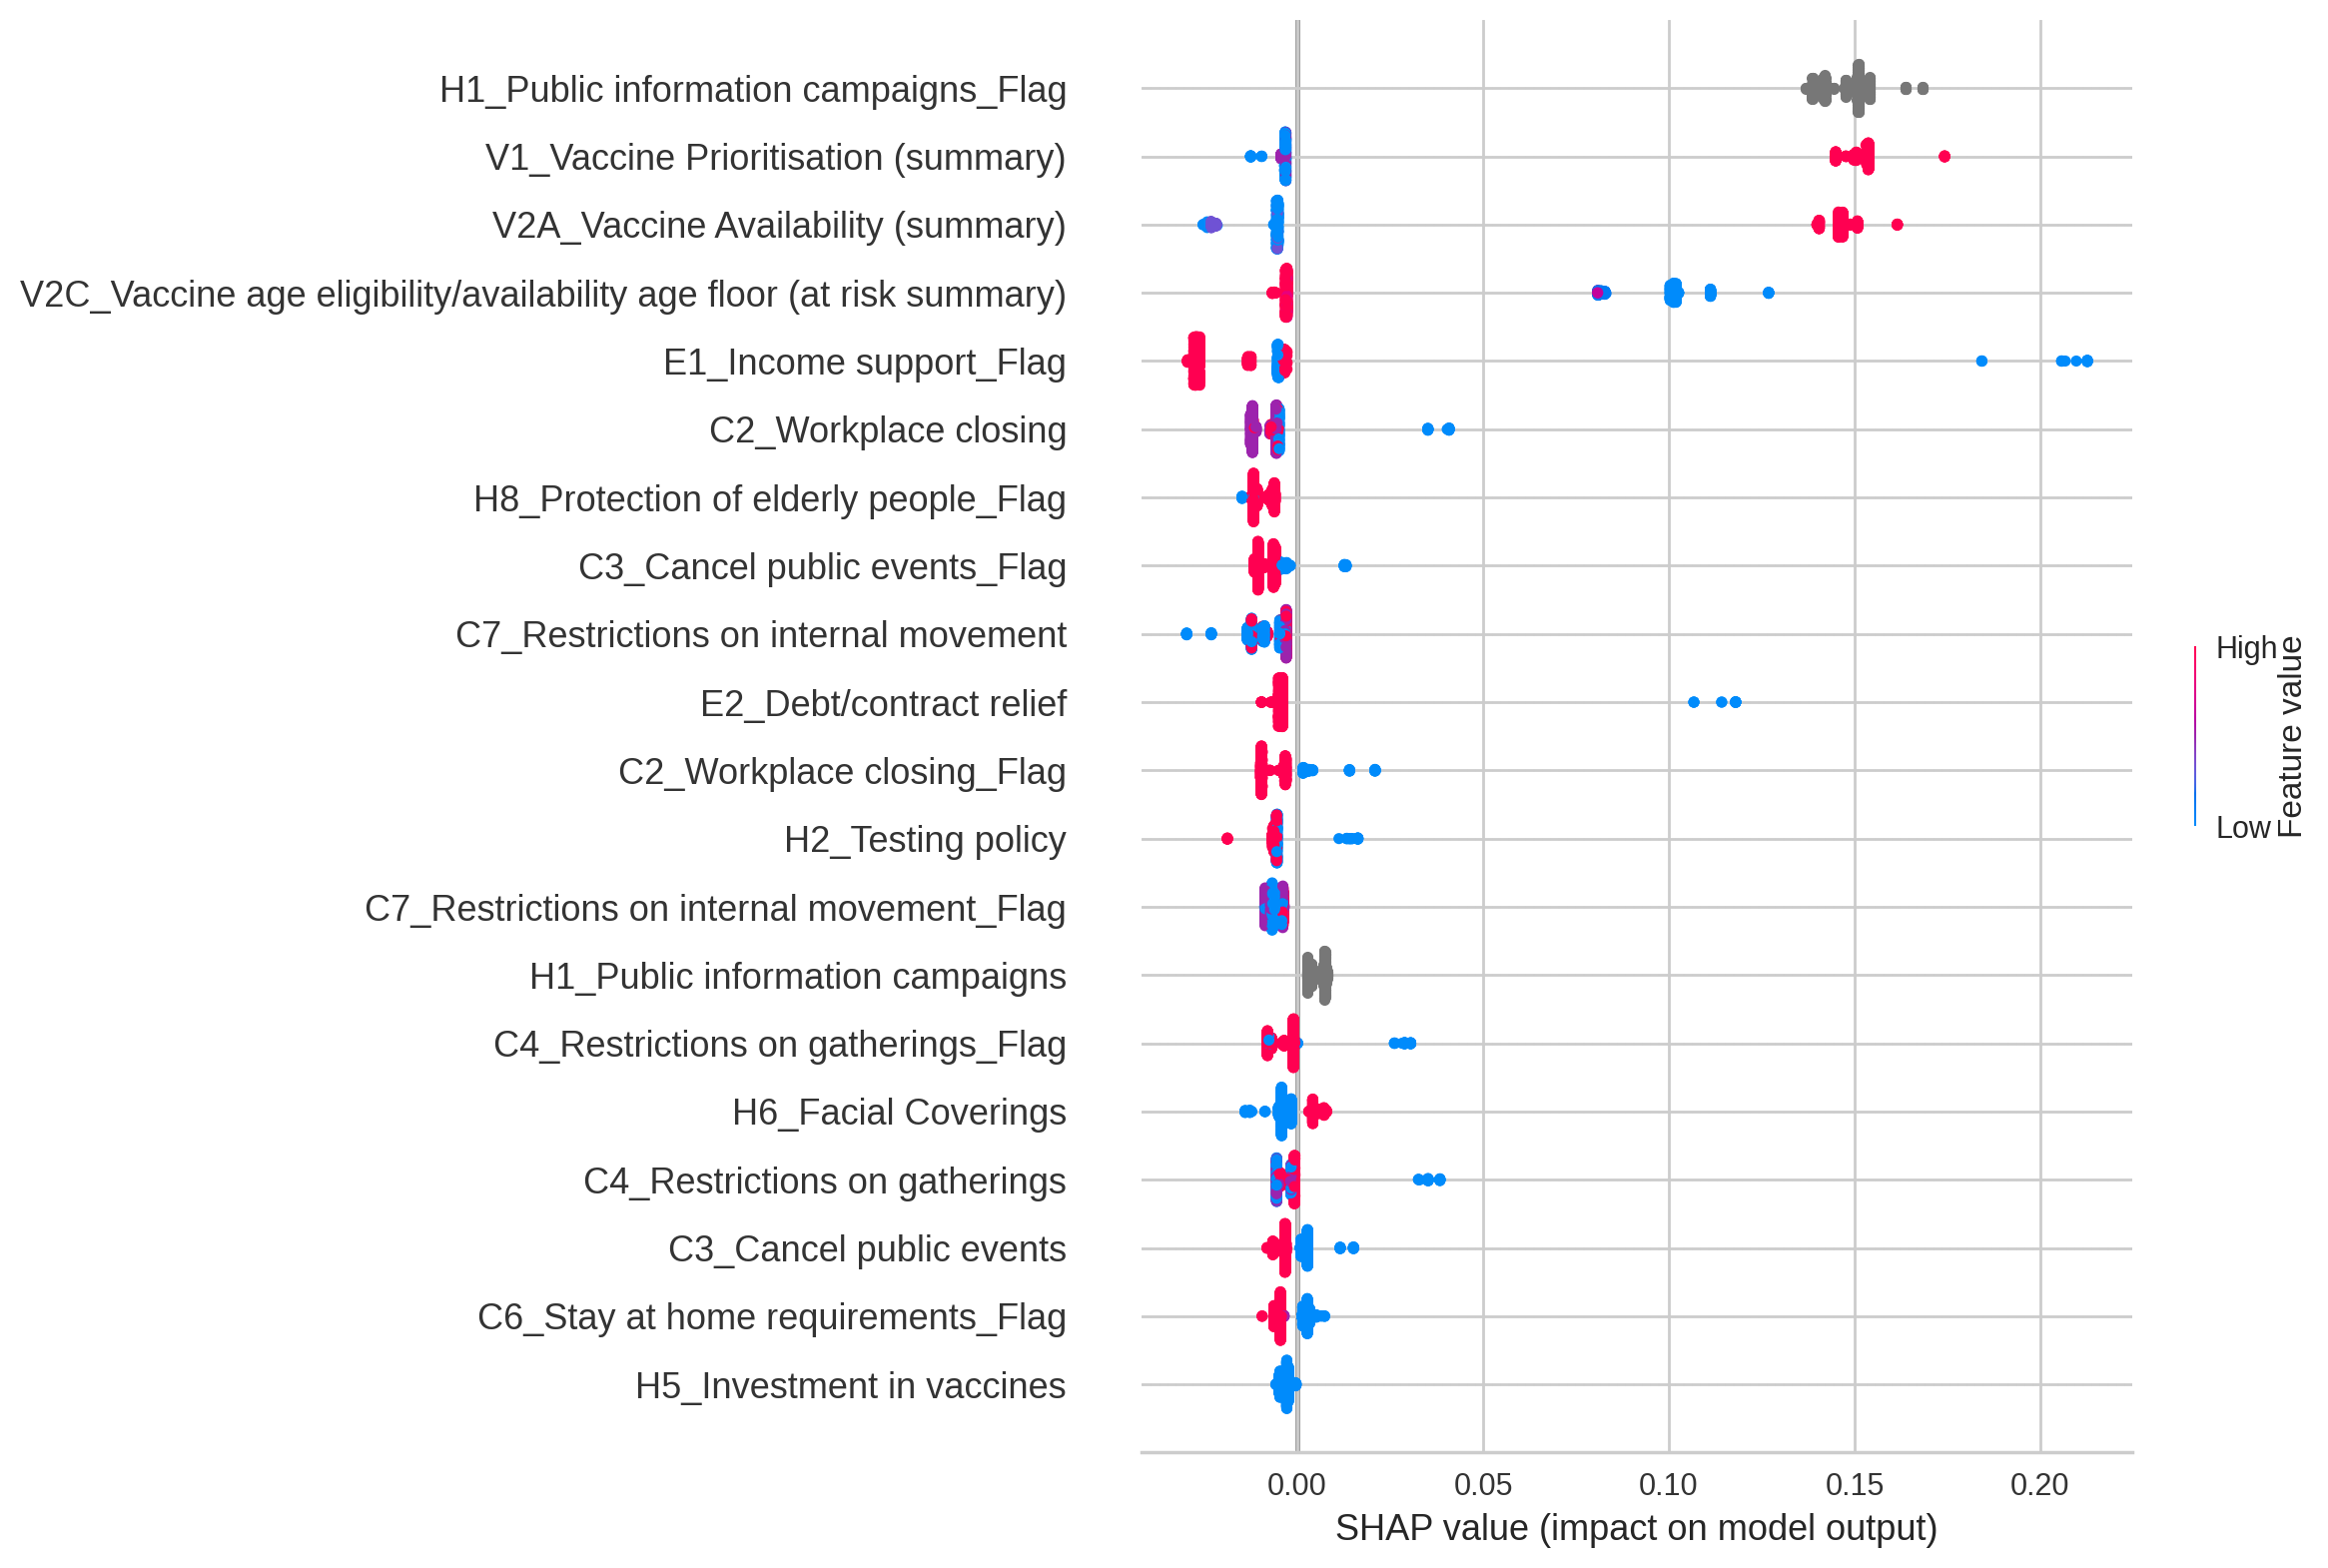 H1_Public information campaigns_Flag
V1_Vaccine Prioritisation (summary)
V2A_Vaccine Availability (summary)
V2C_Vaccine age eligibility/availability age floor (at risk summary)
E1_Income support_Flag
C2_Workplace closing
H8_Protection of elderly people_Flag
C3_Cancel public events_Flag
C7_Restrictions on internal movement
E2_Debt/contract relief
C2_Workplace closing_Flag
H2_Testing policy
C7_Restrictions on internal movement_Flag
H1_Public information campaigns
C4_Restrictions on gatherings_Flag
H6_Facial Coverings
C4_Restrictions on gatherings
C3_Cancel public events
C6_Stay at home requirements_Flag
H5_Investment in vaccines
0.00 0.05 0.10 0.15 0.20
SHAP value (impact on model output)
High
Low
Feature value